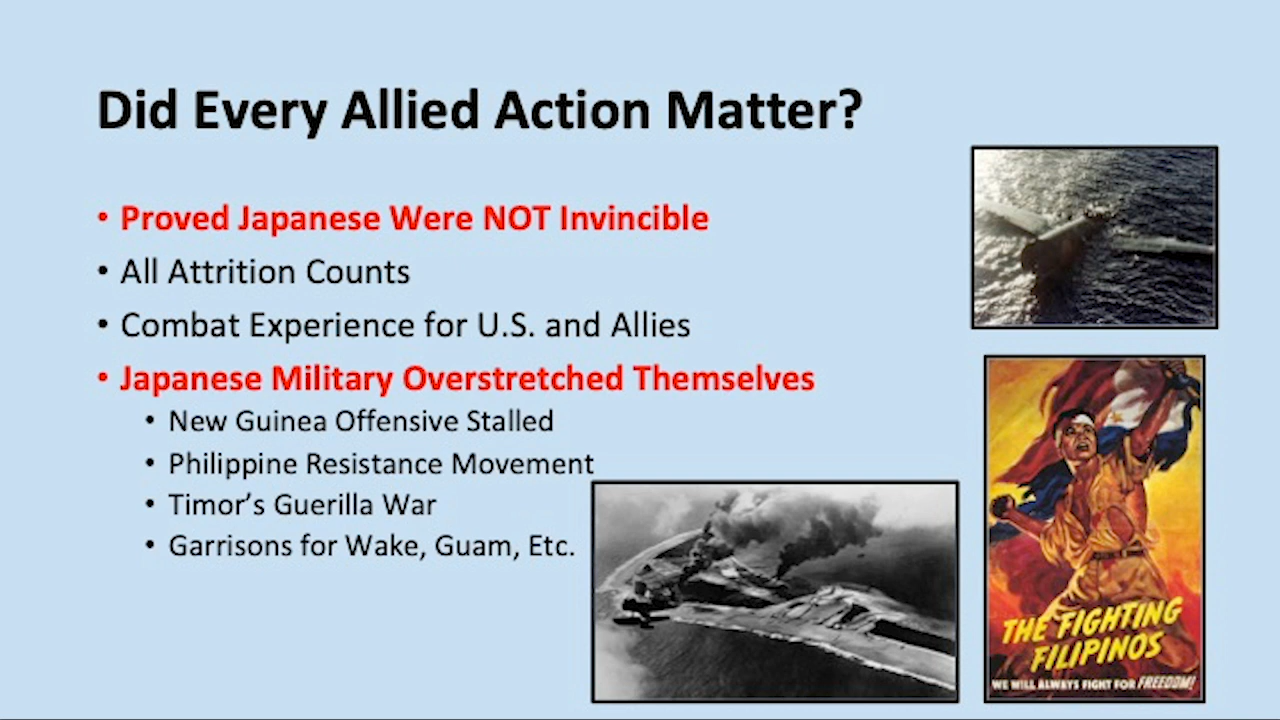 Did Every Allied Action Matter?
• Proved Japanese Were NOT Invincible
• All Attrition Counts
• Combat Experience for U.S. and Allies
• Japanese Military Overstretched Themselves
• New Guinea Offensive Stalled
• Philippine Resistance Movement
• Timor's Guerilla War
• Garrisons for Wake, Guam, Etc.
THE FIGHTING
FILIPINOS
WE WILL ALWAYS FIGHT FOR FREEDOM!